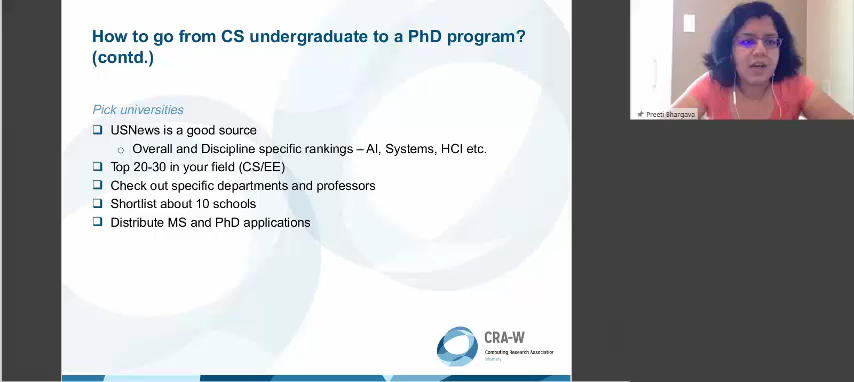 How to go from CS undergraduate to a PhD program?
(contd.)
Pick universities
USNews is a good source
Overall and Discipline specific rankings – AI, Systems, HCI etc.
Top 20-30 in your field (CS/EE)
Check out specific departments and professors
Shortlist about 10 schools
Distribute MS and PhD applications
CRA-W
Computing Research Association
Women
Preeti Bhargava